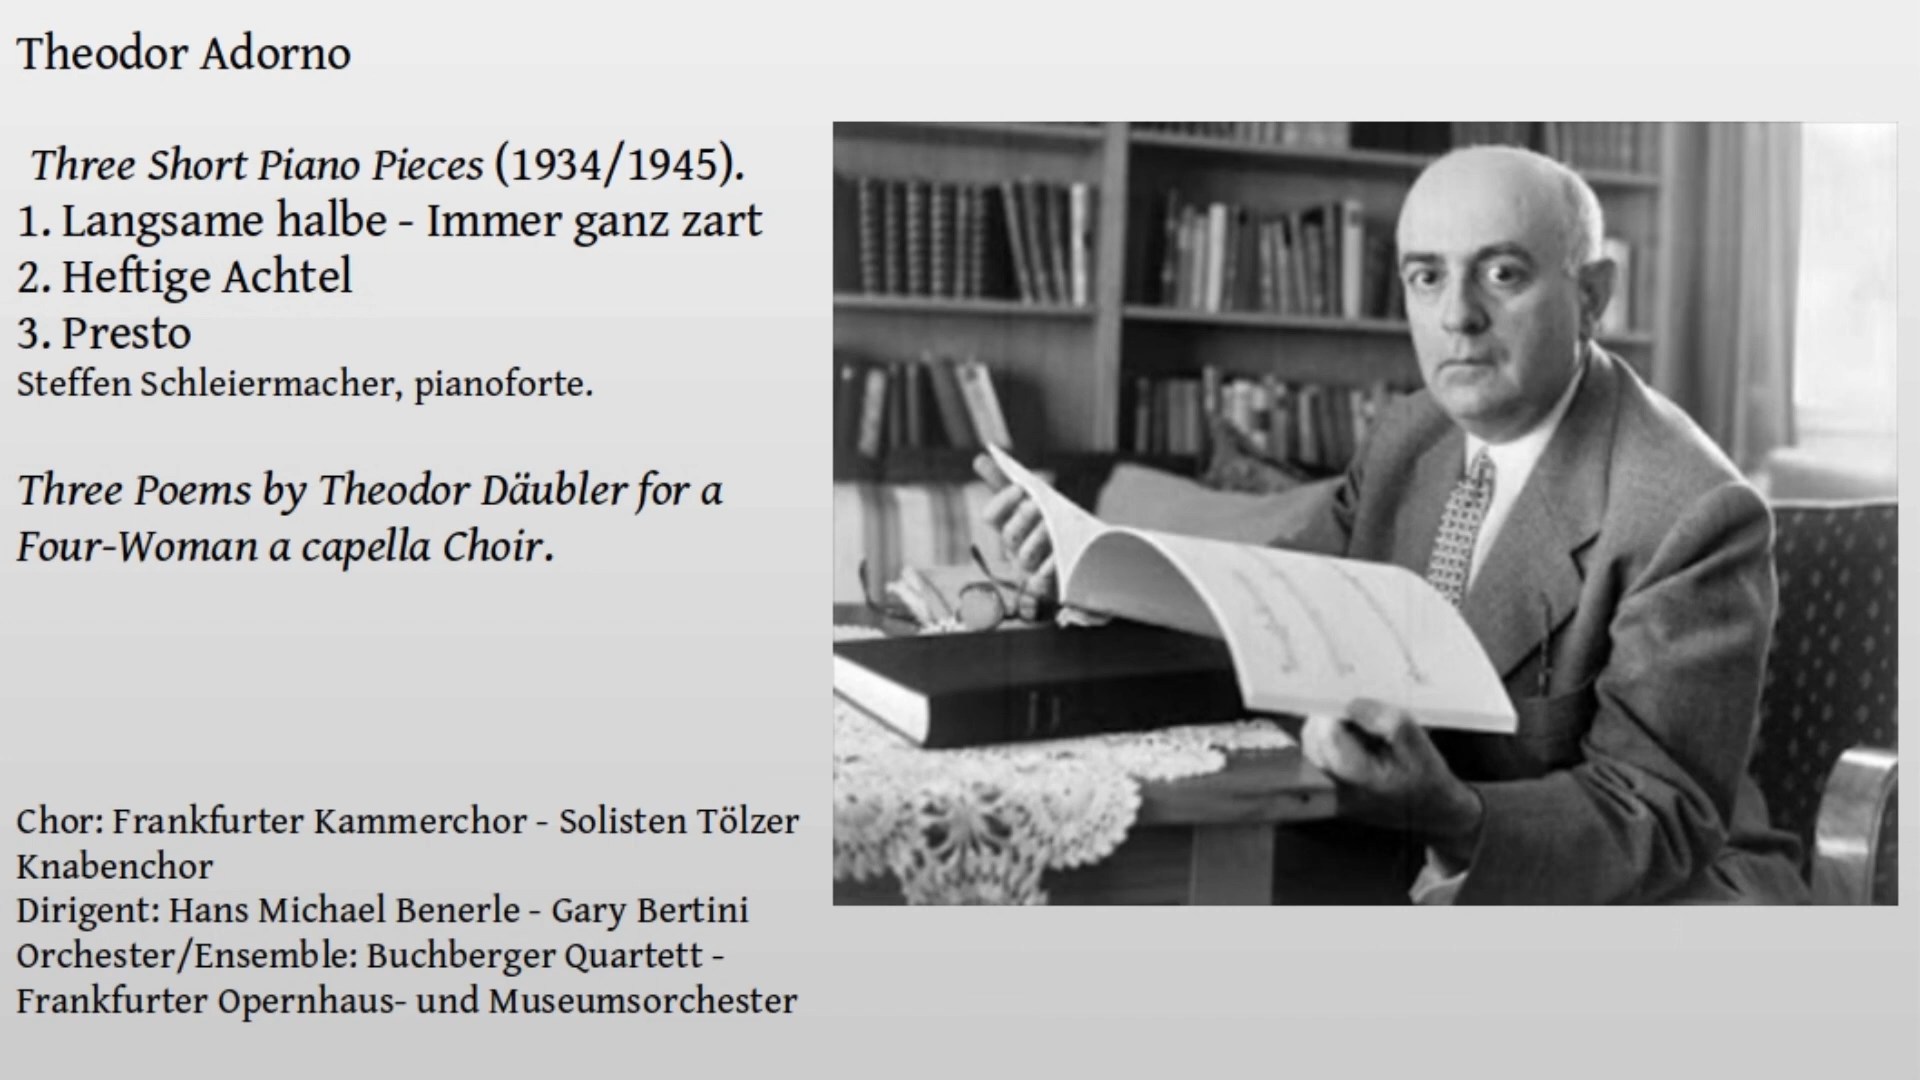 Theodor Adorno
Three Short Piano Pieces (1934/1945).
1. Langsame halbe - Immer ganz zart
2. Heftige Achtel
3. Presto
Steffen Schleiermacher, pianoforte.
Three Poems by Theodor Däubler for a
Four-Woman a capella Choir.
Chor: Frankfurter Kammerchor - Solisten Tölzer
Knabenchor
Dirigent: Hans Michael Benerle - Gary Bertini
Orchester/Ensemble: Buchberger Quartett -
Frankfurter Opernhaus- und Museumsorchester